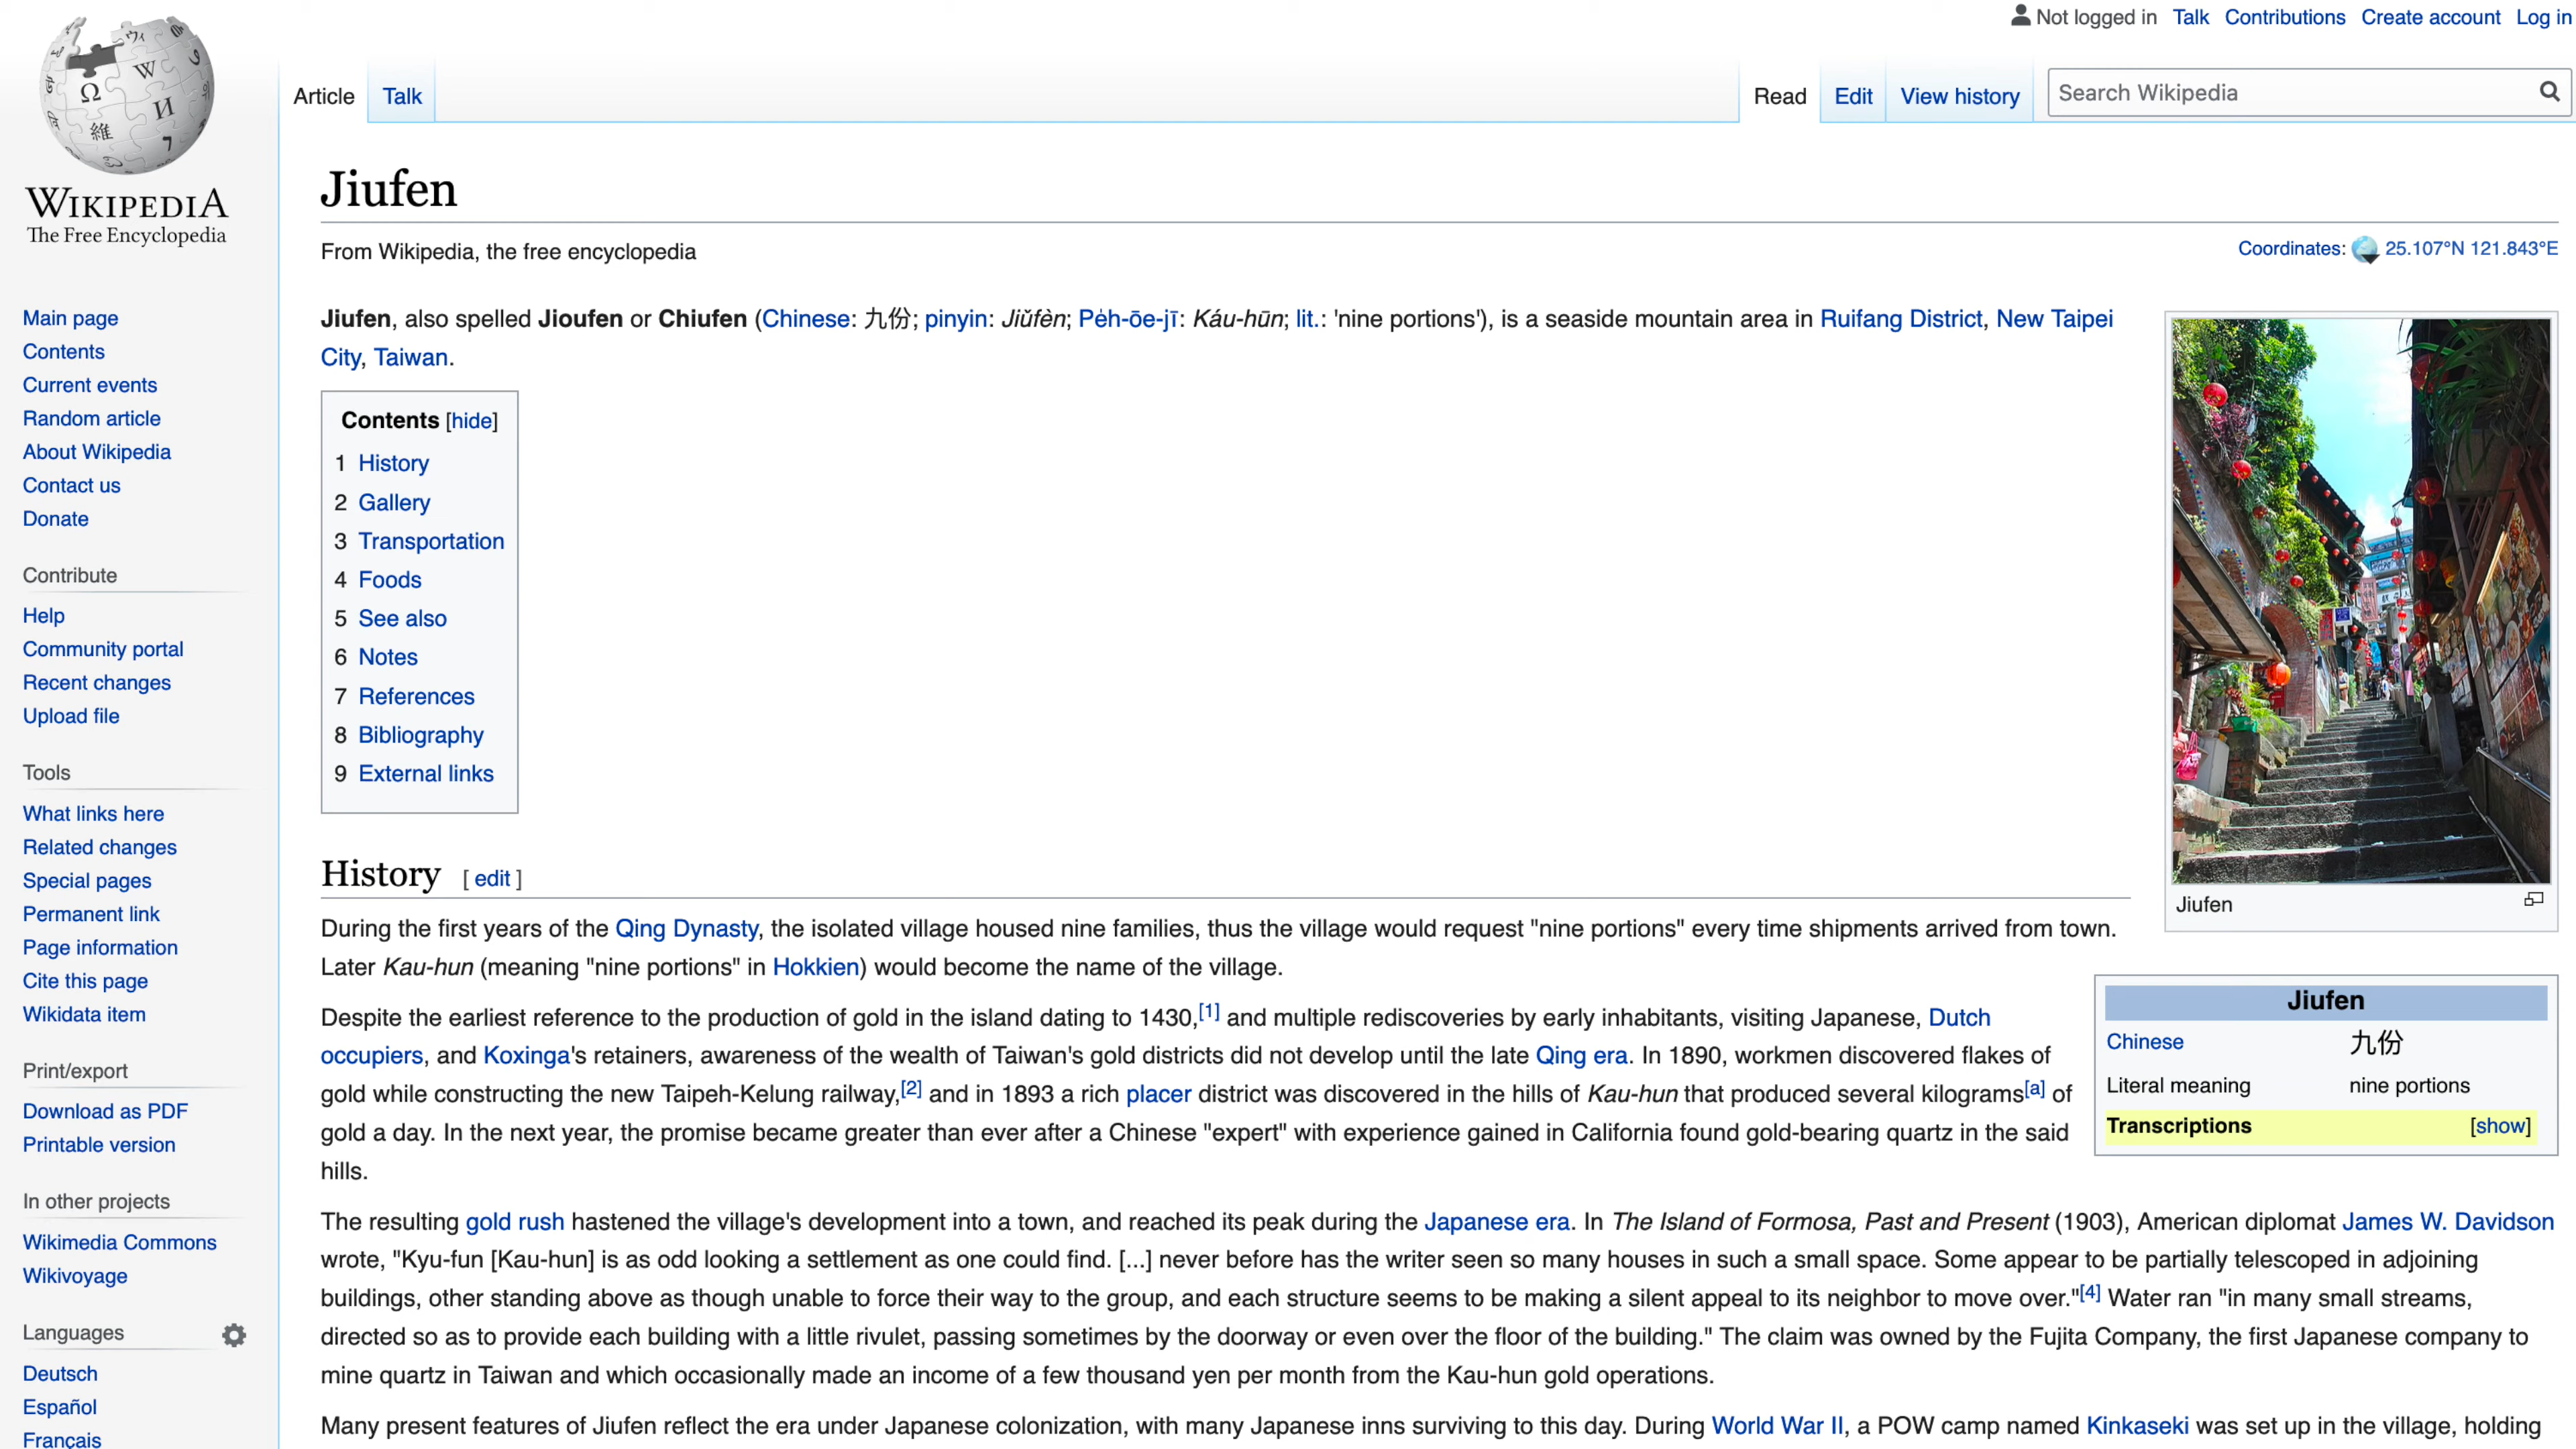 Not logged in Talk Contributions Create account Log in
WIKIPEDIA
The Free Encyclopedia
Article Talk
Read Edit View history
Search Wikipedia
Main page
Contents
Current events
Random article
About Wikipedia
Contact us
Donate
Contribute
Help
Community portal
Recent changes
Upload file
Tools
What links here
Related changes
Special pages
Permanent link
Page information
Cite this page
Wikidata item
Print/export
Download as PDF
Printable version
In other projects
Wikimedia Commons
Wikivoyage
Languages
Deutsch
Español
Français
Jiufen
From Wikipedia, the free encyclopedia
Coordinates: 25.107°N 121.843°E
Jiufen, also spelled Jioufen or Chiufen (Chinese: 九份; pinyin: Jiǔfèn; Pe̍h-ōe-jī: Káu-hūn; lit.: 'nine portions'), is a seaside mountain area in Ruifang District, New Taipei
City, Taiwan.
Contents [hide]
1 History
2 Gallery
3 Transportation
4 Foods
5 See also
6 Notes
7 References
8 Bibliography
9 External links
Jiufen
History [ edit ]
During the first years of the Qing Dynasty, the isolated village housed nine families, thus the village would request "nine portions" every time shipments arrived from town.
Later Kau-hun (meaning "nine portions" in Hokkien) would become the name of the village.
Jiufen
Chinese 九份
Literal meaning nine portions
Transcriptions [show]
Despite the earliest reference to the production of gold in the island dating to 1430,[1] and multiple rediscoveries by early inhabitants, visiting Japanese, Dutch
occupiers, and Koxinga's retainers, awareness of the wealth of Taiwan's gold districts did not develop until the late Qing era. In 1890, workmen discovered flakes of
gold while constructing the new Taipeh-Kelung railway,[2] and in 1893 a rich placer district was discovered in the hills of Kau-hun that produced several kilograms[a] of
gold a day. In the next year, the promise became greater than ever after a Chinese "expert" with experience gained in California found gold-bearing quartz in the said
hills.
The resulting gold rush hastened the village's development into a town, and reached its peak during the Japanese era. In The Island of Formosa, Past and Present (1903), American diplomat James W. Davidson
wrote, "Kyu-fun [Kau-hun] is as odd looking a settlement as one could find. [...] never before has the writer seen so many houses in such a small space. Some appear to be partially telescoped in adjoining
buildings, other standing above as though unable to force their way to the group, and each structure seems to be making a silent appeal to its neighbor to move over."[4] Water ran "in many small streams,
directed so as to provide each building with a little rivulet, passing sometimes by the doorway or even over the floor of the building." The claim was owned by the Fujita Company, the first Japanese company to
mine quartz in Taiwan and which occasionally made an income of a few thousand yen per month from the Kau-hun gold operations.
Many present features of Jiufen reflect the era under Japanese colonization, with many Japanese inns surviving to this day. During World War II, a POW camp named Kinkaseki was set up in the village, holding